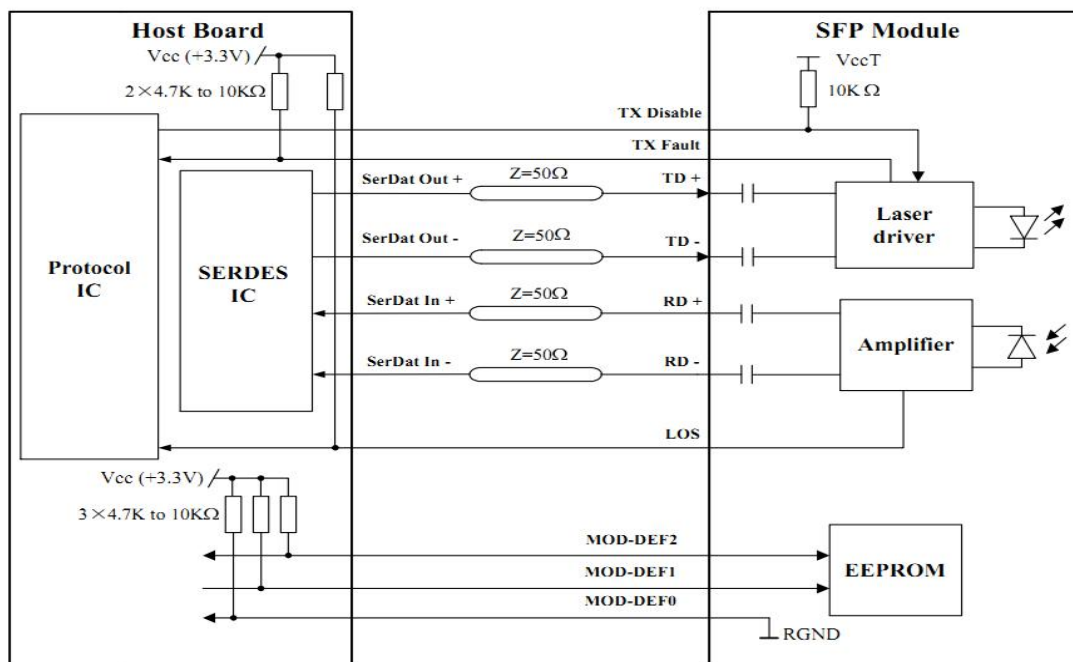 Host Board
SFP Module
Vcc (+3.3V)
VccT
2×4.7K to 10KΩ
10K Ω
TX Disable
TX Fault
SerDat Out +
Z=50Ω
TD +
Laser
driver
SerDat Out -
Z=50Ω
TD -
Protocol
IC
SERDES
IC
SerDat In +
Z=50Ω
RD +
Amplifier
SerDat In -
Z=50Ω
RD -
LOS
Vcc (+3.3V)
3×4.7K to 10KΩ
MOD-DEF2
EEPROM
MOD-DEF1
MOD-DEF0
RGND